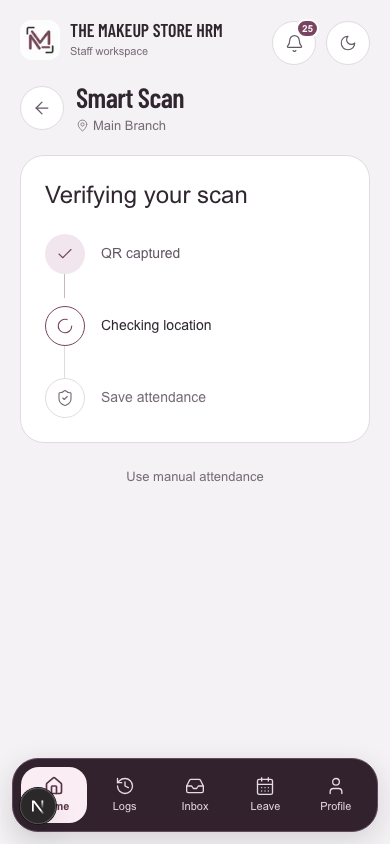 THE MAKEUP STORE HRM
Staff workspace
25
Smart Scan
Main Branch
Verifying your scan
QR captured
Checking location
Save attendance
Use manual attendance
N
Logs
Inbox
Leave
Profile